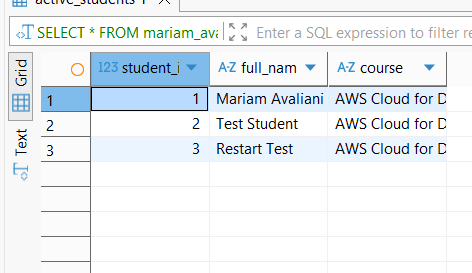 active_students 1
SELECT * FROM mariam_ava Enter a SQL expression to filter re
Grid
Text
123 student_i A-Z full_nam A-Z course
1 1 Mariam Avaliani AWS Cloud for D
2 2 Test Student AWS Cloud for D
3 3 Restart Test AWS Cloud for D